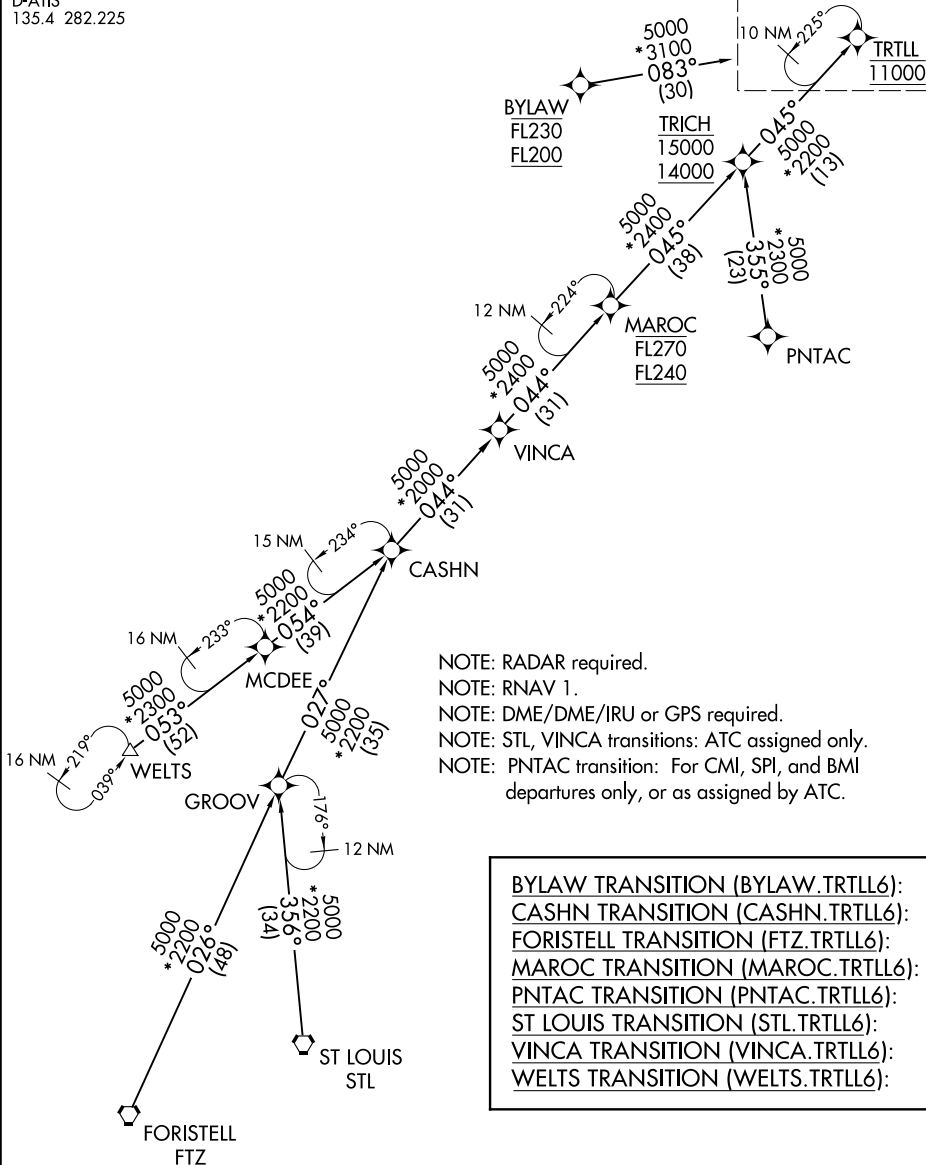 D-ATIS
135.4 282.225
5000
*3100
083°
(30)
10 NM
225°
TRTLL
11000
BYLAW
FL230
FL200
TRICH
15000
14000
045°
5000
*2200
(13)
5000
*2400
045°
(38)
5000
*2300
355°
(23)
12 NM
224°
MAROC
FL270
FL240
PNTAC
5000
*2400
044°
(31)
VINCA
5000
*2000
044°
(31)
15 NM
234°
CASHN
5000
*2200
054°
(39)
16 NM
233°
MCDEE
5000
*2300
053°
(52)
16 NM
219°
039°
WELTS
027°
5000
*2200
(35)
NOTE: RADAR required.
NOTE: RNAV 1.
NOTE: DME/DME/IRU or GPS required.
NOTE: STL, VINCA transitions: ATC assigned only.
NOTE: PNTAC transition: For CMI, SPI, and BMI
departures only, or as assigned by ATC.
GROOV
176°
12 NM
5000
*2200
356°
(34)
5000
*2200
026°
(48)
ST LOUIS
STL
FORISTELL
FTZ
BYLAW TRANSITION (BYLAW.TRTLL6):
CASHN TRANSITION (CASHN.TRTLL6):
FORISTELL TRANSITION (FTZ.TRTLL6):
MAROC TRANSITION (MAROC.TRTLL6):
PNTAC TRANSITION (PNTAC.TRTLL6):
ST LOUIS TRANSITION (STL.TRTLL6):
VINCA TRANSITION (VINCA.TRTLL6):
WELTS TRANSITION (WELTS.TRTLL6):